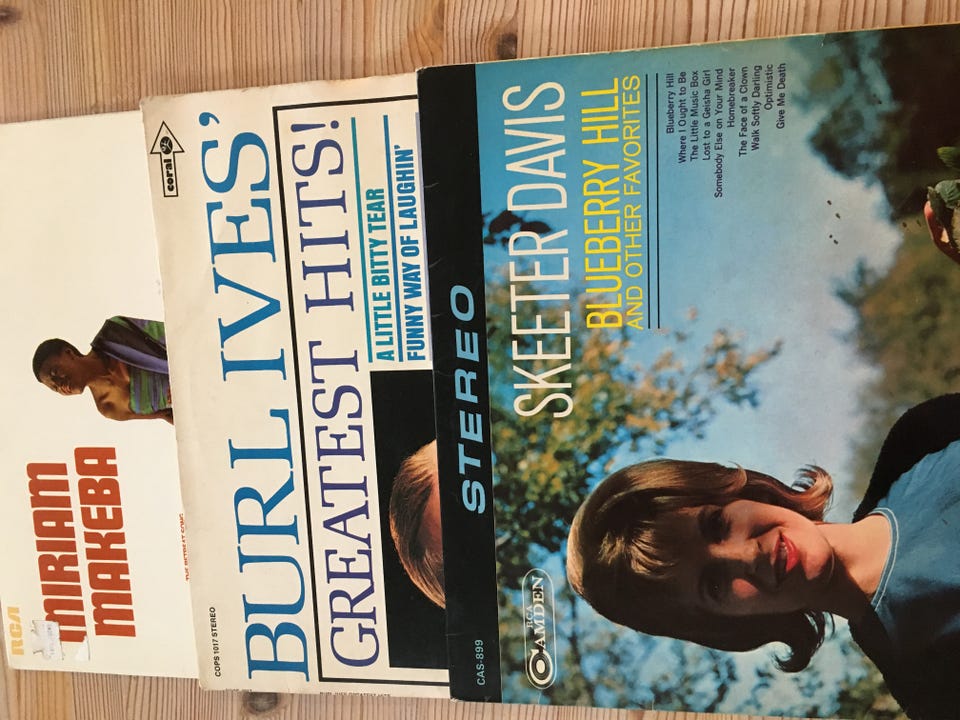 RCA
MIRIAM
MAKEBA
THE RETREAT SONG
coral
BURL IVES'
GREATEST HITS!
A LITTLE BITTY TEAR
FUNNY WAY OF LAUGHIN'
COPS 1017 STEREO
STEREO
SKEETER DAVIS
BLUEBERRY HILL
AND OTHER FAVORITES
Blueberry Hill
Where I Ought to Be
The Little Music Box
Lost to a Geisha Girl
Somebody Else on Your Mind
Homebreaker
The Face of a Clown
Walk Softly Darling
Optimistic
Give Me Death
CAS-899
RCA
CAMDEN